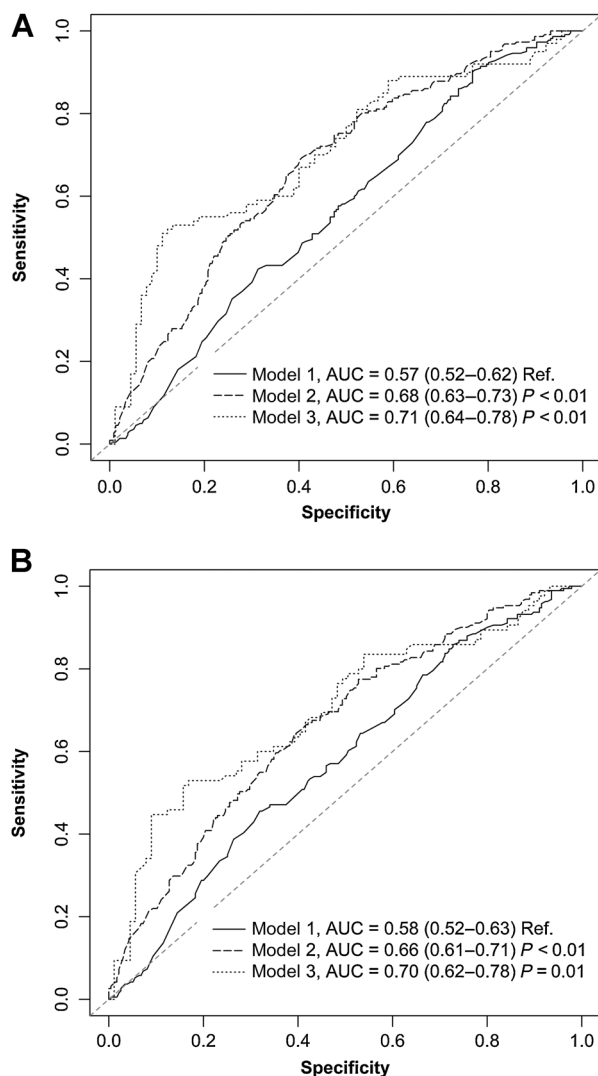 A
1.0
0.8
0.6
0.4
0.2
0.0
Sensitivity
Model 1, AUC = 0.57 (0.52–0.62) Ref.
Model 2, AUC = 0.68 (0.63–0.73) P < 0.01
Model 3, AUC = 0.71 (0.64–0.78) P < 0.01
0.0 0.2 0.4 0.6 0.8 1.0
Specificity
B
1.0
0.8
0.6
0.4
0.2
0.0
Sensitivity
Model 1, AUC = 0.58 (0.52–0.63) Ref.
Model 2, AUC = 0.66 (0.61–0.71) P < 0.01
Model 3, AUC = 0.70 (0.62–0.78) P = 0.01
0.0 0.2 0.4 0.6 0.8 1.0
Specificity